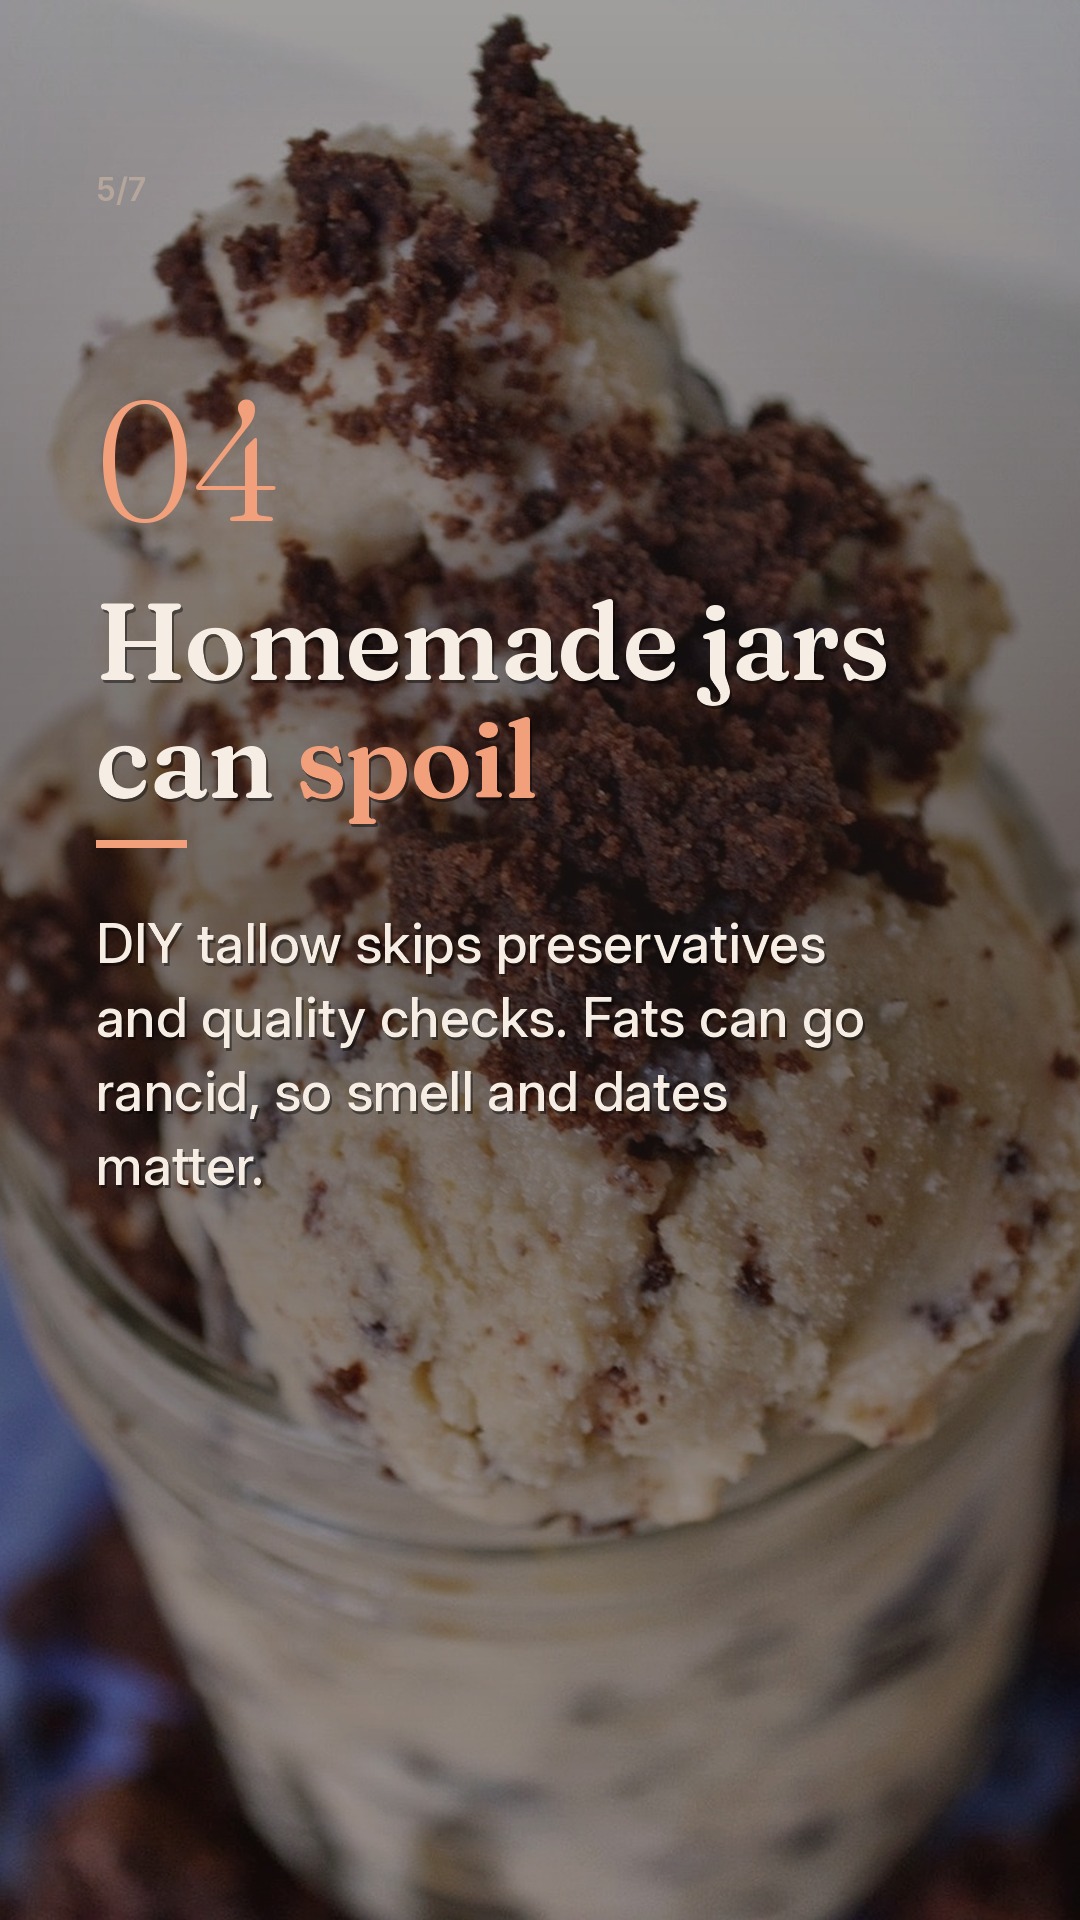 5/7
04
Homemade jars
can spoil
DIY tallow skips preservatives
and quality checks. Fats can go
rancid, so smell and dates
matter.